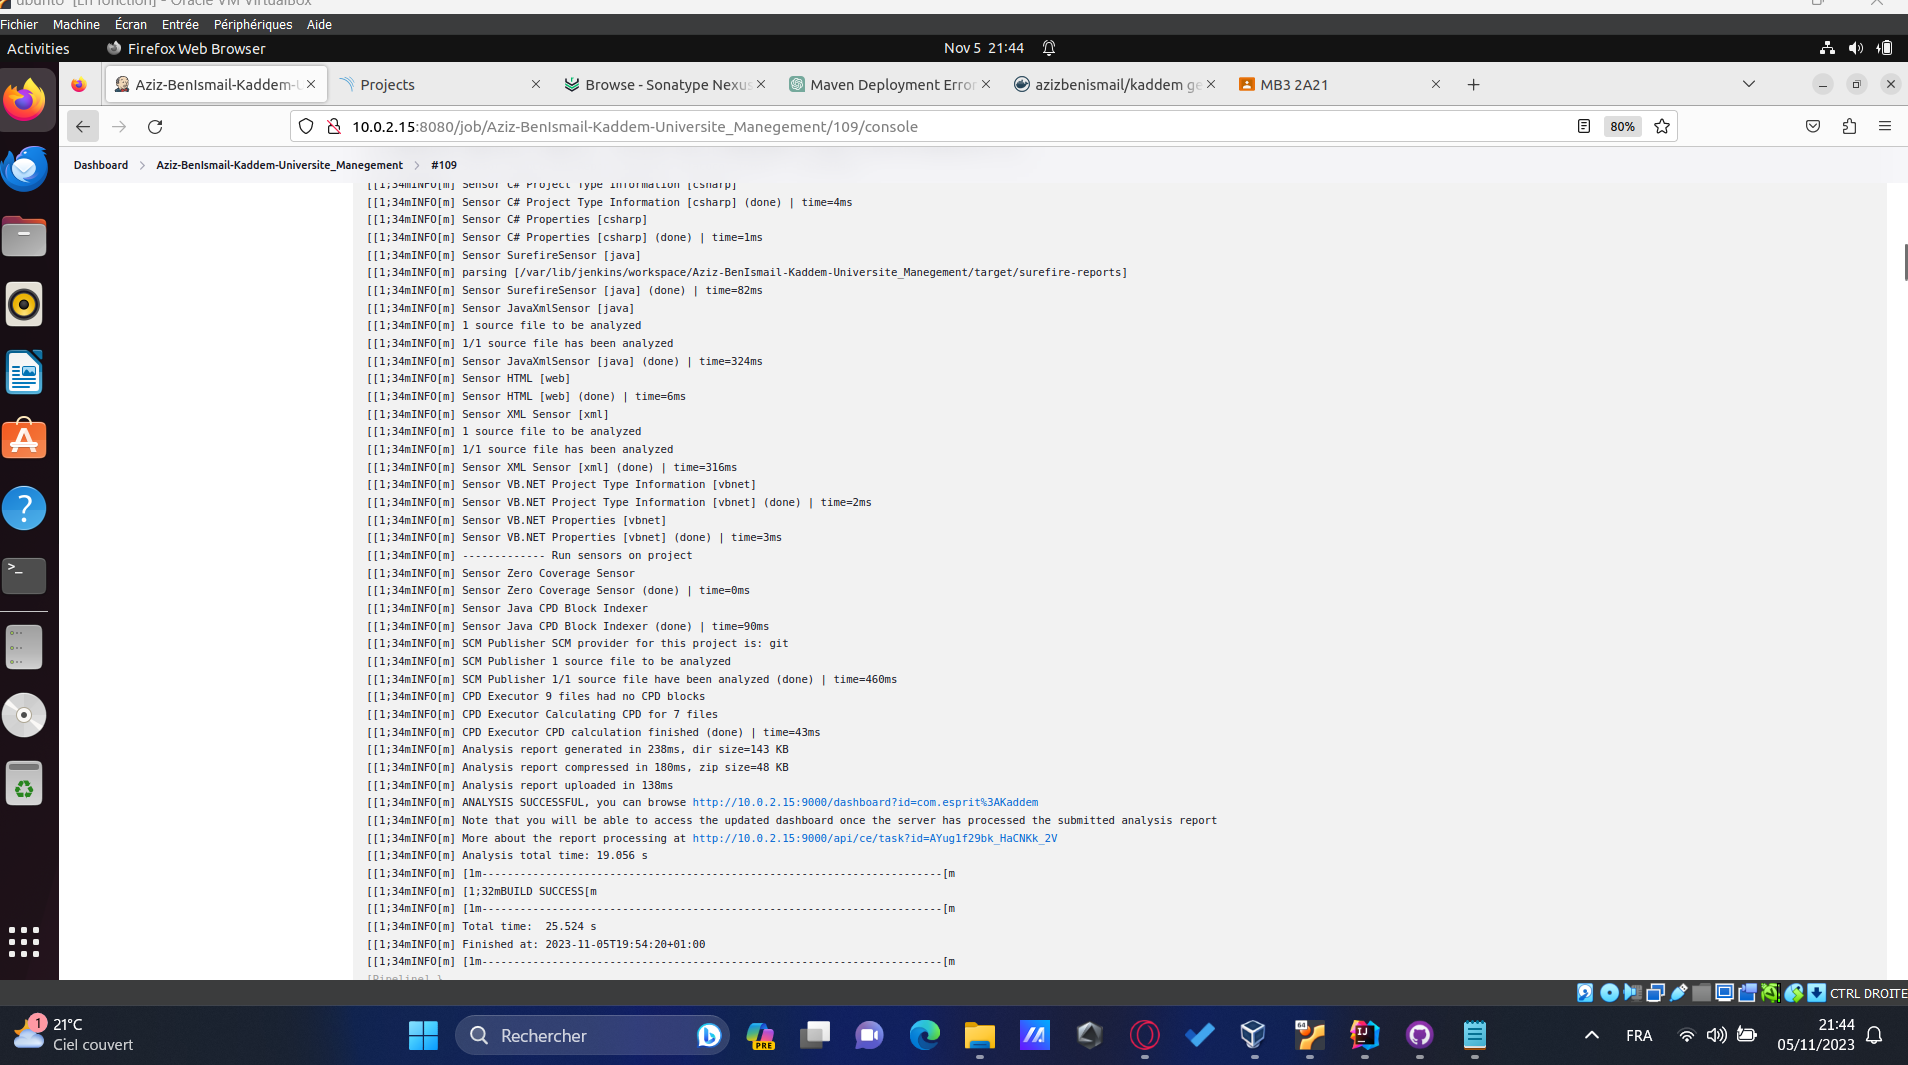 ubuntu [En fonction] - Oracle VM VirtualBox
Fichier Machine Écran Entrée Périphériques Aide
Activities Firefox Web Browser Nov 5 21:44
Aziz-BenIsmail-Kaddem-U Projects Browse - Sonatype Nexus Maven Deployment Error azizbenismail/kaddem ge MB3 2A21
10.0.2.15:8080/job/Aziz-BenIsmail-Kaddem-Universite_Manegement/109/console 80%
Dashboard Aziz-BenIsmail-Kaddem-Universite_Manegement #109
[[1;34mINFO[m] Sensor C# Project Type Information [csharp]
[[1;34mINFO[m] Sensor C# Project Type Information [csharp] (done) | time=4ms
[[1;34mINFO[m] Sensor C# Properties [csharp]
[[1;34mINFO[m] Sensor C# Properties [csharp] (done) | time=1ms
[[1;34mINFO[m] Sensor SurefireSensor [java]
[[1;34mINFO[m] parsing [/var/lib/jenkins/workspace/Aziz-BenIsmail-Kaddem-Universite_Manegement/target/surefire-reports]
[[1;34mINFO[m] Sensor SurefireSensor [java] (done) | time=82ms
[[1;34mINFO[m] Sensor JavaXmlSensor [java]
[[1;34mINFO[m] 1 source file to be analyzed
[[1;34mINFO[m] 1/1 source file has been analyzed
[[1;34mINFO[m] Sensor JavaXmlSensor [java] (done) | time=324ms
[[1;34mINFO[m] Sensor HTML [web]
[[1;34mINFO[m] Sensor HTML [web] (done) | time=6ms
[[1;34mINFO[m] Sensor XML Sensor [xml]
[[1;34mINFO[m] 1 source file to be analyzed
[[1;34mINFO[m] 1/1 source file has been analyzed
[[1;34mINFO[m] Sensor XML Sensor [xml] (done) | time=316ms
[[1;34mINFO[m] Sensor VB.NET Project Type Information [vbnet]
[[1;34mINFO[m] Sensor VB.NET Project Type Information [vbnet] (done) | time=2ms
[[1;34mINFO[m] Sensor VB.NET Properties [vbnet]
[[1;34mINFO[m] Sensor VB.NET Properties [vbnet] (done) | time=3ms
[[1;34mINFO[m] ------------- Run sensors on project
[[1;34mINFO[m] Sensor Zero Coverage Sensor
[[1;34mINFO[m] Sensor Zero Coverage Sensor (done) | time=0ms
[[1;34mINFO[m] Sensor Java CPD Block Indexer
[[1;34mINFO[m] Sensor Java CPD Block Indexer (done) | time=90ms
[[1;34mINFO[m] SCM Publisher SCM provider for this project is: git
[[1;34mINFO[m] SCM Publisher 1 source file to be analyzed
[[1;34mINFO[m] SCM Publisher 1/1 source file have been analyzed (done) | time=460ms
[[1;34mINFO[m] CPD Executor 9 files had no CPD blocks
[[1;34mINFO[m] CPD Executor Calculating CPD for 7 files
[[1;34mINFO[m] CPD Executor CPD calculation finished (done) | time=43ms
[[1;34mINFO[m] Analysis report generated in 238ms, dir size=143 KB
[[1;34mINFO[m] Analysis report compressed in 180ms, zip size=48 KB
[[1;34mINFO[m] Analysis report uploaded in 138ms
[[1;34mINFO[m] ANALYSIS SUCCESSFUL, you can browse http://10.0.2.15:9000/dashboard?id=com.esprit%3AKaddem
[[1;34mINFO[m] Note that you will be able to access the updated dashboard once the server has processed the submitted analysis report
[[1;34mINFO[m] More about the report processing at http://10.0.2.15:9000/api/ce/task?id=AYug1f29bk_HaCNKk_2V
[[1;34mINFO[m] Analysis total time: 19.056 s
[[1;34mINFO[m] [1m------------------------------------------------------------------------[m
[[1;34mINFO[m] [1;32mBUILD SUCCESS[m
[[1;34mINFO[m] [1m------------------------------------------------------------------------[m
[[1;34mINFO[m] Total time:  25.524 s
[[1;34mINFO[m] Finished at: 2023-11-05T19:54:20+01:00
[[1;34mINFO[m] [1m------------------------------------------------------------------------[m
[Pipeline] }
CTRL DROITE
1 21°C
Ciel couvert
Rechercher
PRE
64
FRA
21:44
05/11/2023